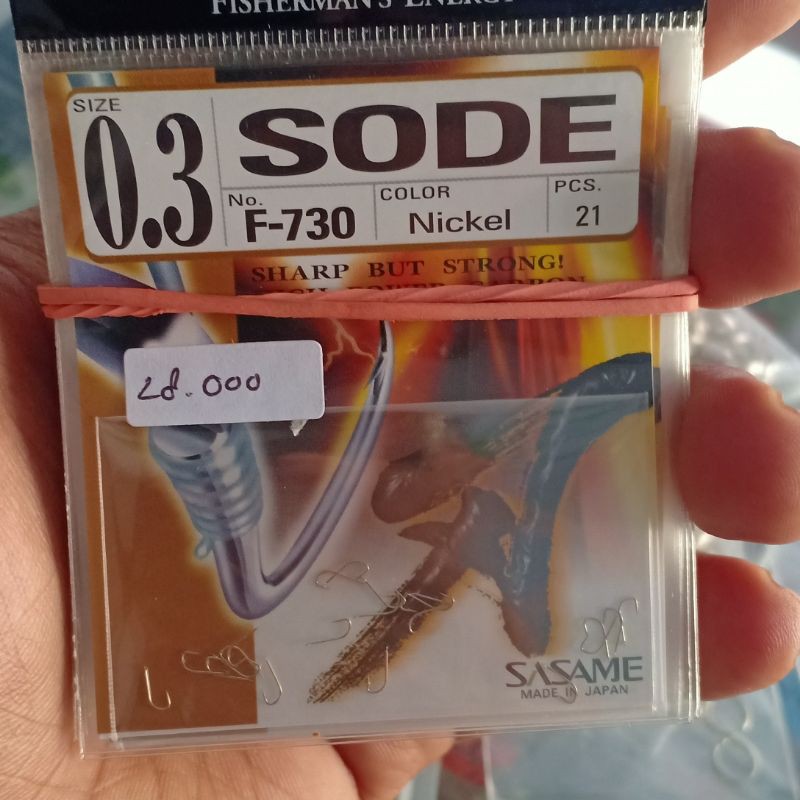 FISHERMAN'S ENERGY
SIZE
0.3
SODE
No.
F-730
COLOR
Nickel
PCS.
21
SHARP BUT STRONG!
28.000
SASAME
MADE IN JAPAN